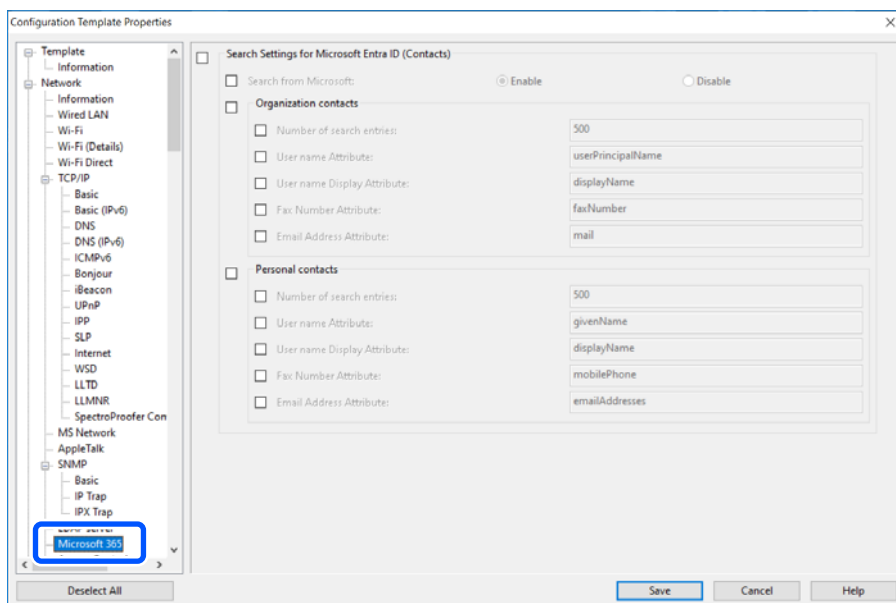 Configuration Template Properties
Template
Information
Network
Information
Wired LAN
Wi-Fi
Wi-Fi (Details)
Wi-Fi Direct
TCP/IP
Basic
Basic (IPv6)
DNS
DNS (IPv6)
ICMPv6
Bonjour
iBeacon
UPnP
IPP
SLP
Internet
WSD
LLTD
LLMNR
SpectroProofer Con
MS Network
AppleTalk
SNMP
Basic
IP Trap
IPX Trap
Microsoft 365
Deselect All
Search Settings for Microsoft Entra ID (Contacts)
Search from Microsoft: Enable Disable
Organization contacts
Number of search entries: 500
User name Attribute: userPrincipalName
User name Display Attribute: displayName
Fax Number Attribute: faxNumber
Email Address Attribute: mail
Personal contacts
Number of search entries: 500
User name Attribute: givenName
User name Display Attribute: displayName
Fax Number Attribute: mobilePhone
Email Address Attribute: emailAddresses
Save Cancel Help